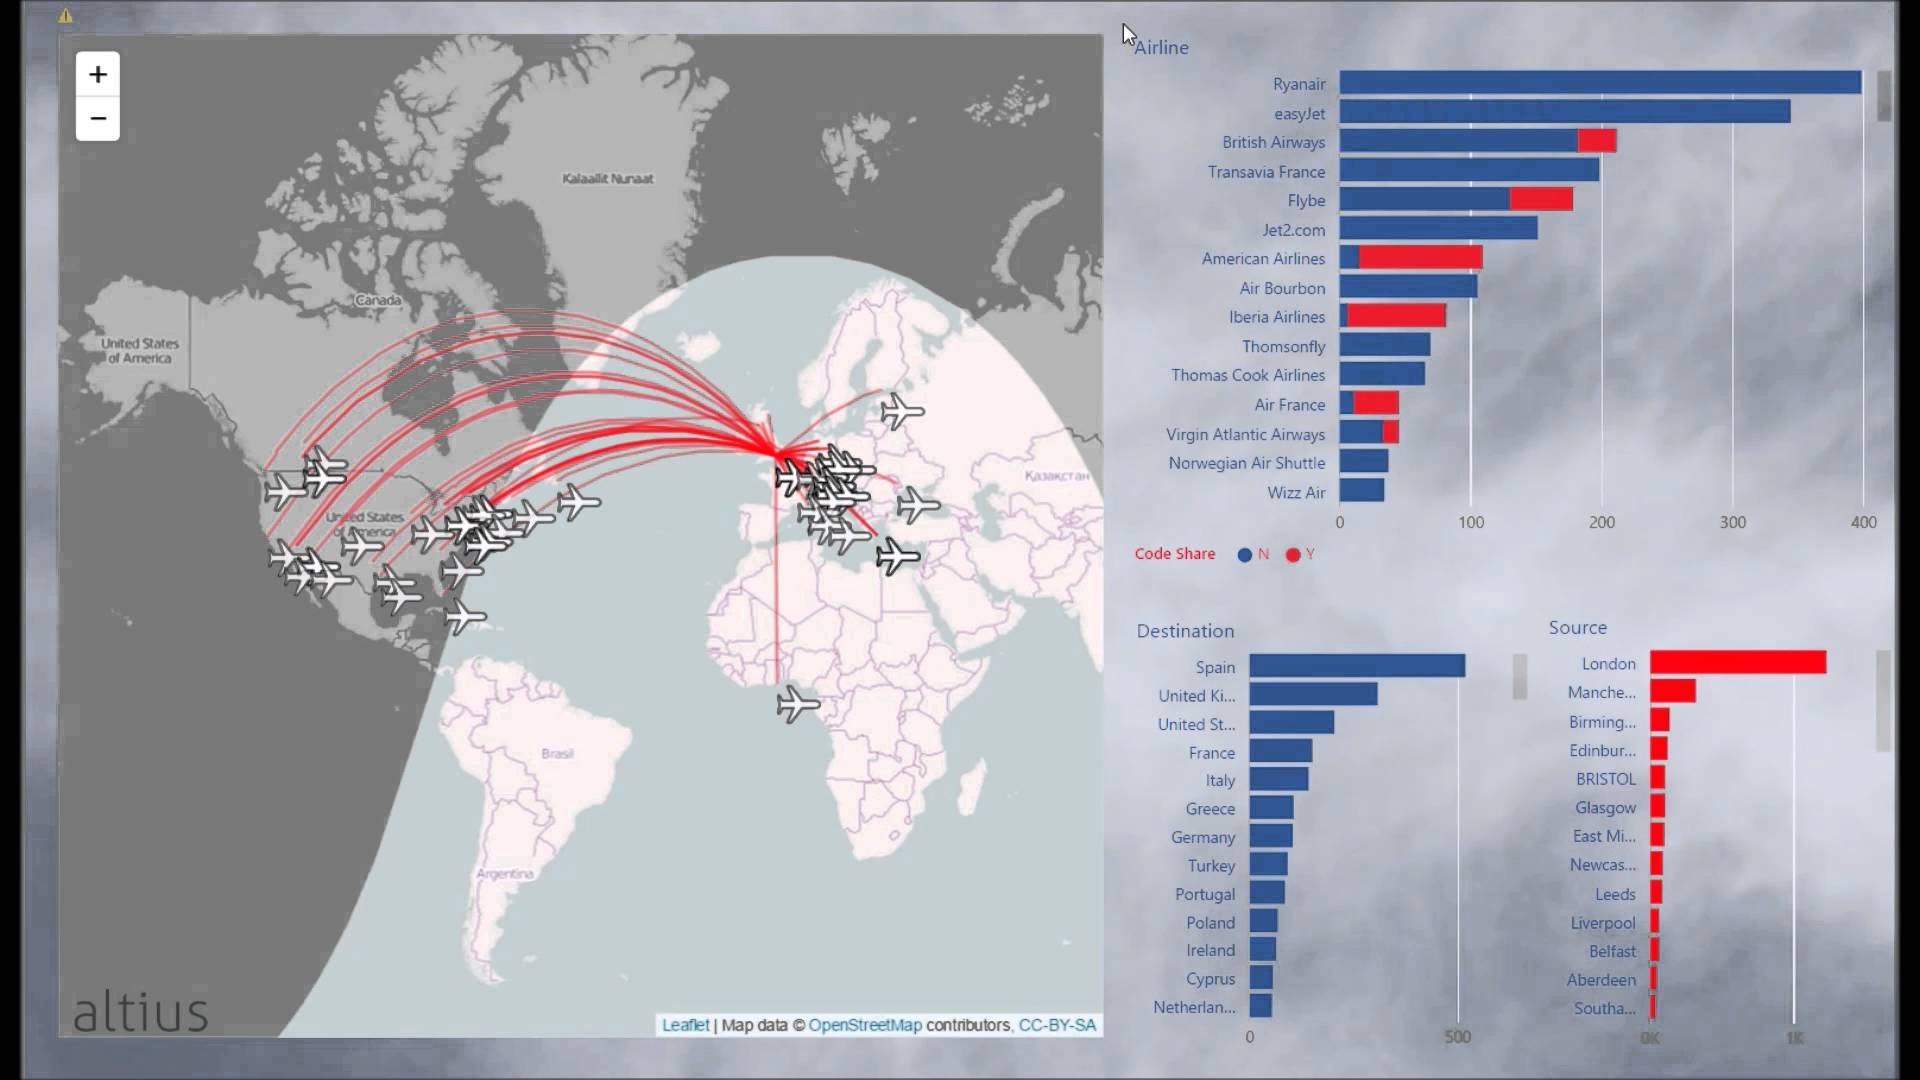 +
−
Kalaallit Nunaat
Canada
United States
of America
United States
of America
Казахстан
Brasil
Argentina
altius
Leaflet | Map data © OpenStreetMap contributors, CC-BY-SA
Airline
Ryanair
easyJet
British Airways
Transavia France
Flybe
Jet2.com
American Airlines
Air Bourbon
Iberia Airlines
Thomsonfly
Thomas Cook Airlines
Air France
Virgin Atlantic Airways
Norwegian Air Shuttle
Wizz Air
0 100 200 300 400
Code Share N Y
Destination
Spain
United Ki...
United St...
France
Italy
Greece
Germany
Turkey
Portugal
Poland
Ireland
Cyprus
Netherlan...
0 500
Source
London
Manche...
Birming...
Edinbur...
BRISTOL
Glasgow
East Mi...
Newcas...
Leeds
Liverpool
Belfast
Aberdeen
Southa...
0K 1K